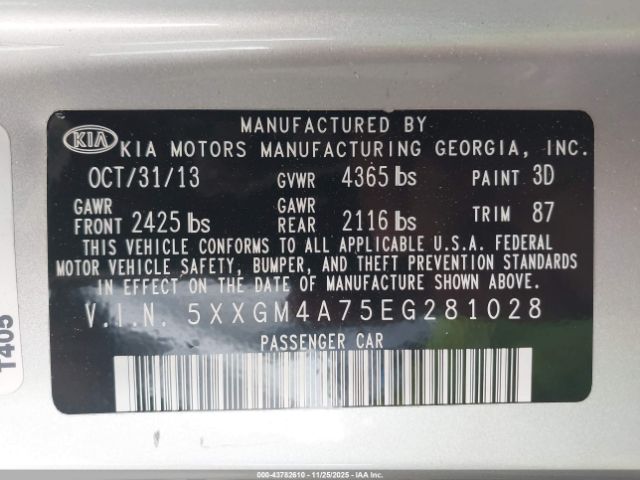 MANUFACTURED BY
KIA KIA MOTORS MANUFACTURING GEORGIA, INC.
OCT/31/13 GVWR 4365 lbs PAINT 3D
GAWR FRONT 2425 lbs GAWR REAR 2116 lbs TRIM 87
THIS VEHICLE CONFORMS TO ALL APPLICABLE U.S.A. FEDERAL
MOTOR VEHICLE SAFETY, BUMPER, AND THEFT PREVENTION STANDARDS
IN EFFECT ON THE DATE OF MANUFACTURE SHOWN ABOVE.
V.I.N. 5XXGM4A75EG281028
PASSENGER CAR
T405
000-43782610 - 11/25/2025 - IAA Inc.